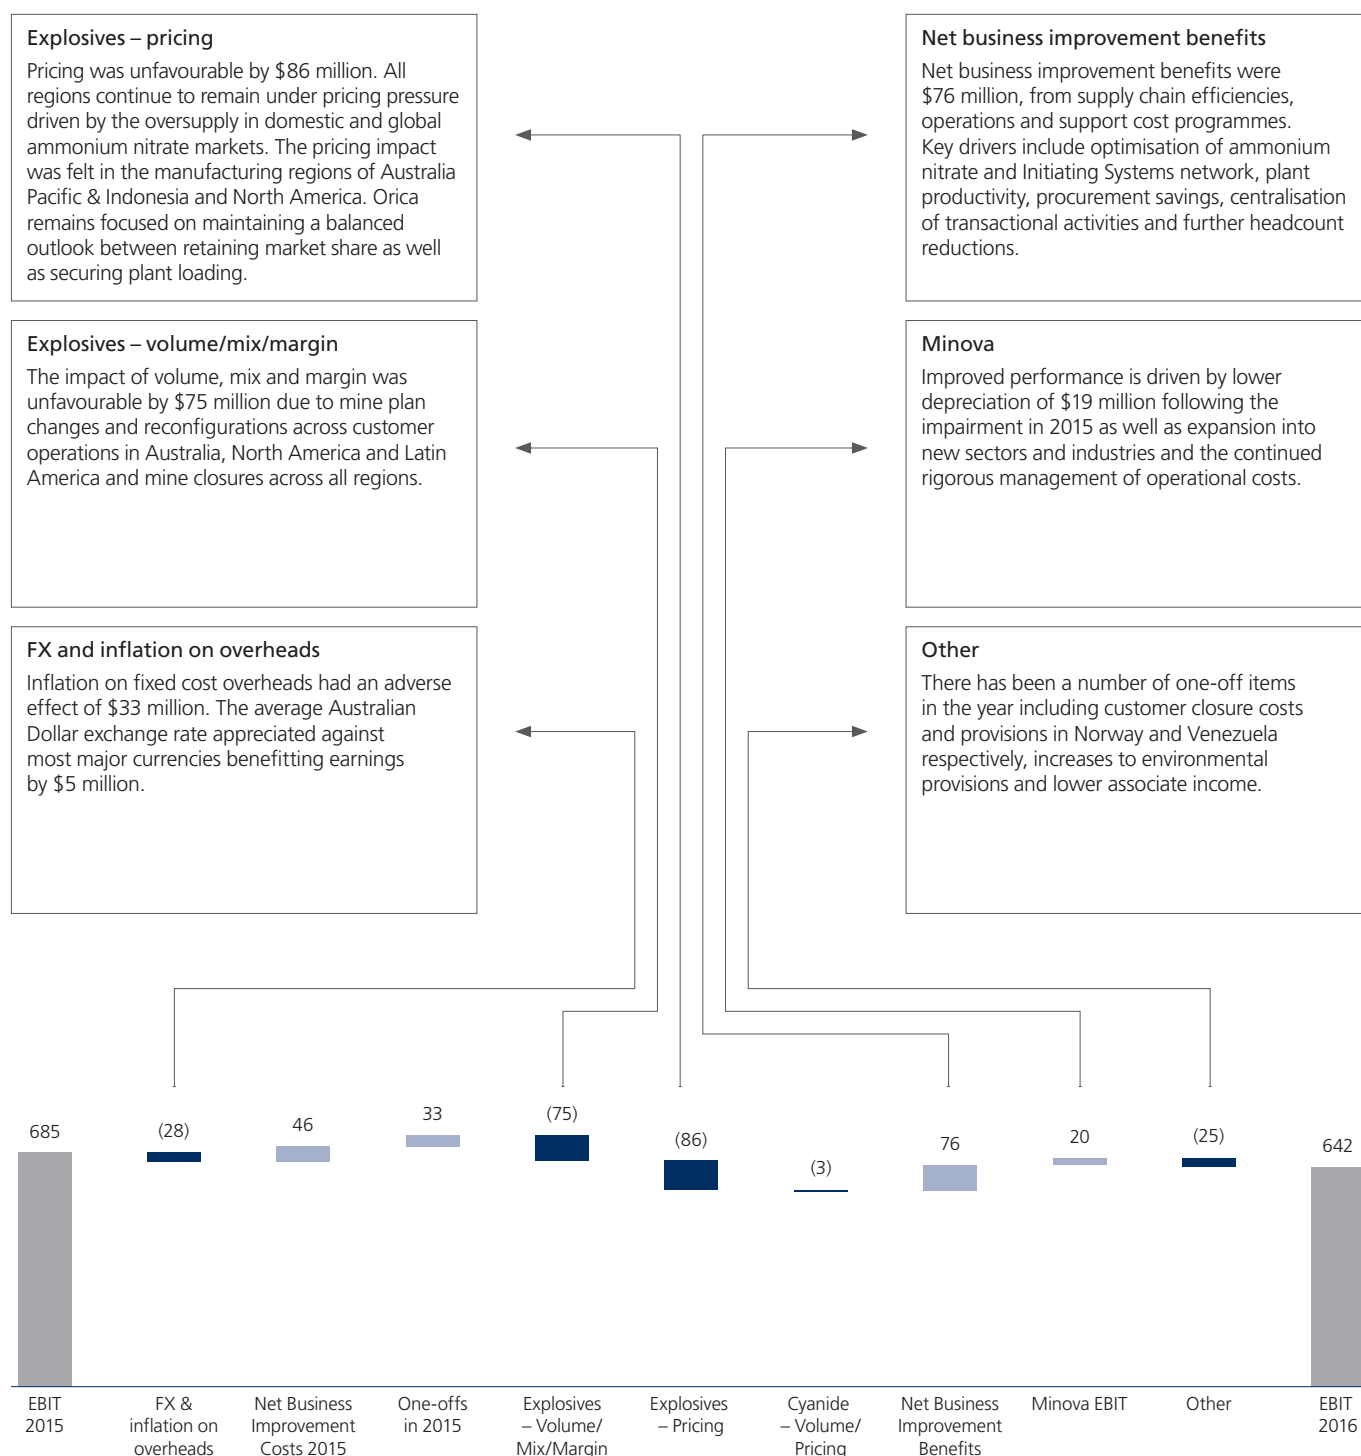 Explosives – pricing
Pricing was unfavourable by $86 million. All
regions continue to remain under pricing pressure
driven by the oversupply in domestic and global
ammonium nitrate markets. The pricing impact
was felt in the manufacturing regions of Australia
Pacific & Indonesia and North America. Orica
remains focused on maintaining a balanced
outlook between retaining market share as well
as securing plant loading.
Net business improvement benefits
Net business improvement benefits were
$76 million, from supply chain efficiencies,
operations and support cost programmes.
Key drivers include optimisation of ammonium
nitrate and Initiating Systems network, plant
productivity, procurement savings, centralisation
of transactional activities and further headcount
reductions.
Explosives – volume/mix/margin
The impact of volume, mix and margin was
unfavourable by $75 million due to mine plan
changes and reconfigurations across customer
operations in Australia, North America and Latin
America and mine closures across all regions.
Minova
Improved performance is driven by lower
depreciation of $19 million following the
impairment in 2015 as well as expansion into
new sectors and industries and the continued
rigorous management of operational costs.
FX and inflation on overheads
Inflation on fixed cost overheads had an adverse
effect of $33 million. The average Australian
Dollar exchange rate appreciated against
most major currencies benefitting earnings
by $5 million.
Other
There has been a number of one-off items
in the year including customer closure costs
and provisions in Norway and Venezuela
respectively, increases to environmental
provisions and lower associate income.
685
(28)
46
33
(75)
(86)
(3)
76
20
(25)
642
EBIT
2015
FX &
inflation on
overheads
Net Business
Improvement
Costs 2015
One-offs
in 2015
Explosives
– Volume/
Mix/Margin
Explosives
– Pricing
Cyanide
– Volume/
Pricing
Net Business
Improvement
Benefits
Minova EBIT
Other
EBIT
2016